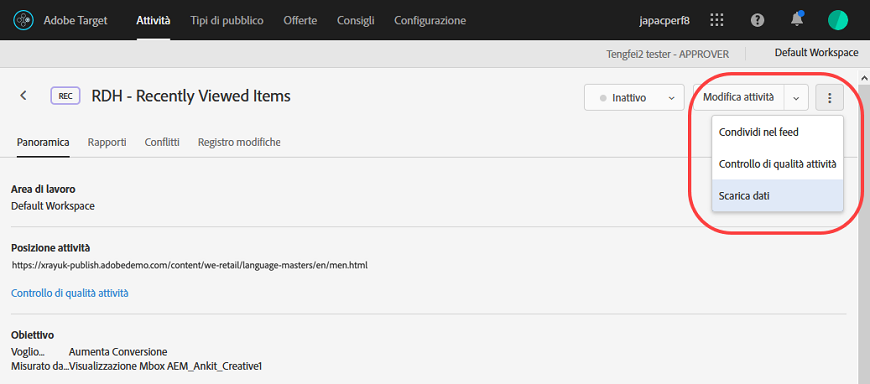 Adobe Target Attività Tipi di pubblico Offerte Consigli Configurazione japacperf8
Tengfei2 tester - APPROVER Default Workspace
REC RDH - Recently Viewed Items Inattivo Modifica attività
Condividi nel feed
Controllo di qualità attività
Scarica dati
Panoramica Rapporti Conflitti Registro modifiche
Area di lavoro
Default Workspace
Posizione attività
https://xrayuk-publish.adobedemo.com/content/we-retail/language-masters/en/men.html
Controllo di qualità attività
Obiettivo
Voglio... Aumenta Conversione
Misurato da...Visualizzazione Mbox AEM_Ankit_Creative1